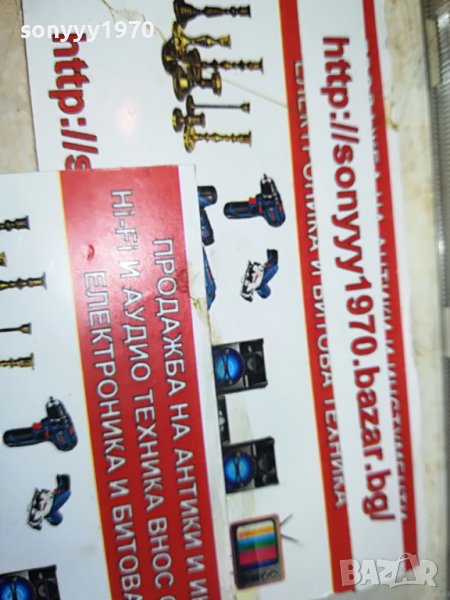 sonyyy1970
http://s
ПРОДАЖБА НА АНТИКИ И
Hi-Fi И АУДИО ТЕХНИКА ВНОС
ЕЛЕКТРОНИКА И БИТОВА
http://sonyyy1970.bazar.bg/
ЕЛЕКТРОНИКА И БИТОВА ТЕХНИКА
bazar